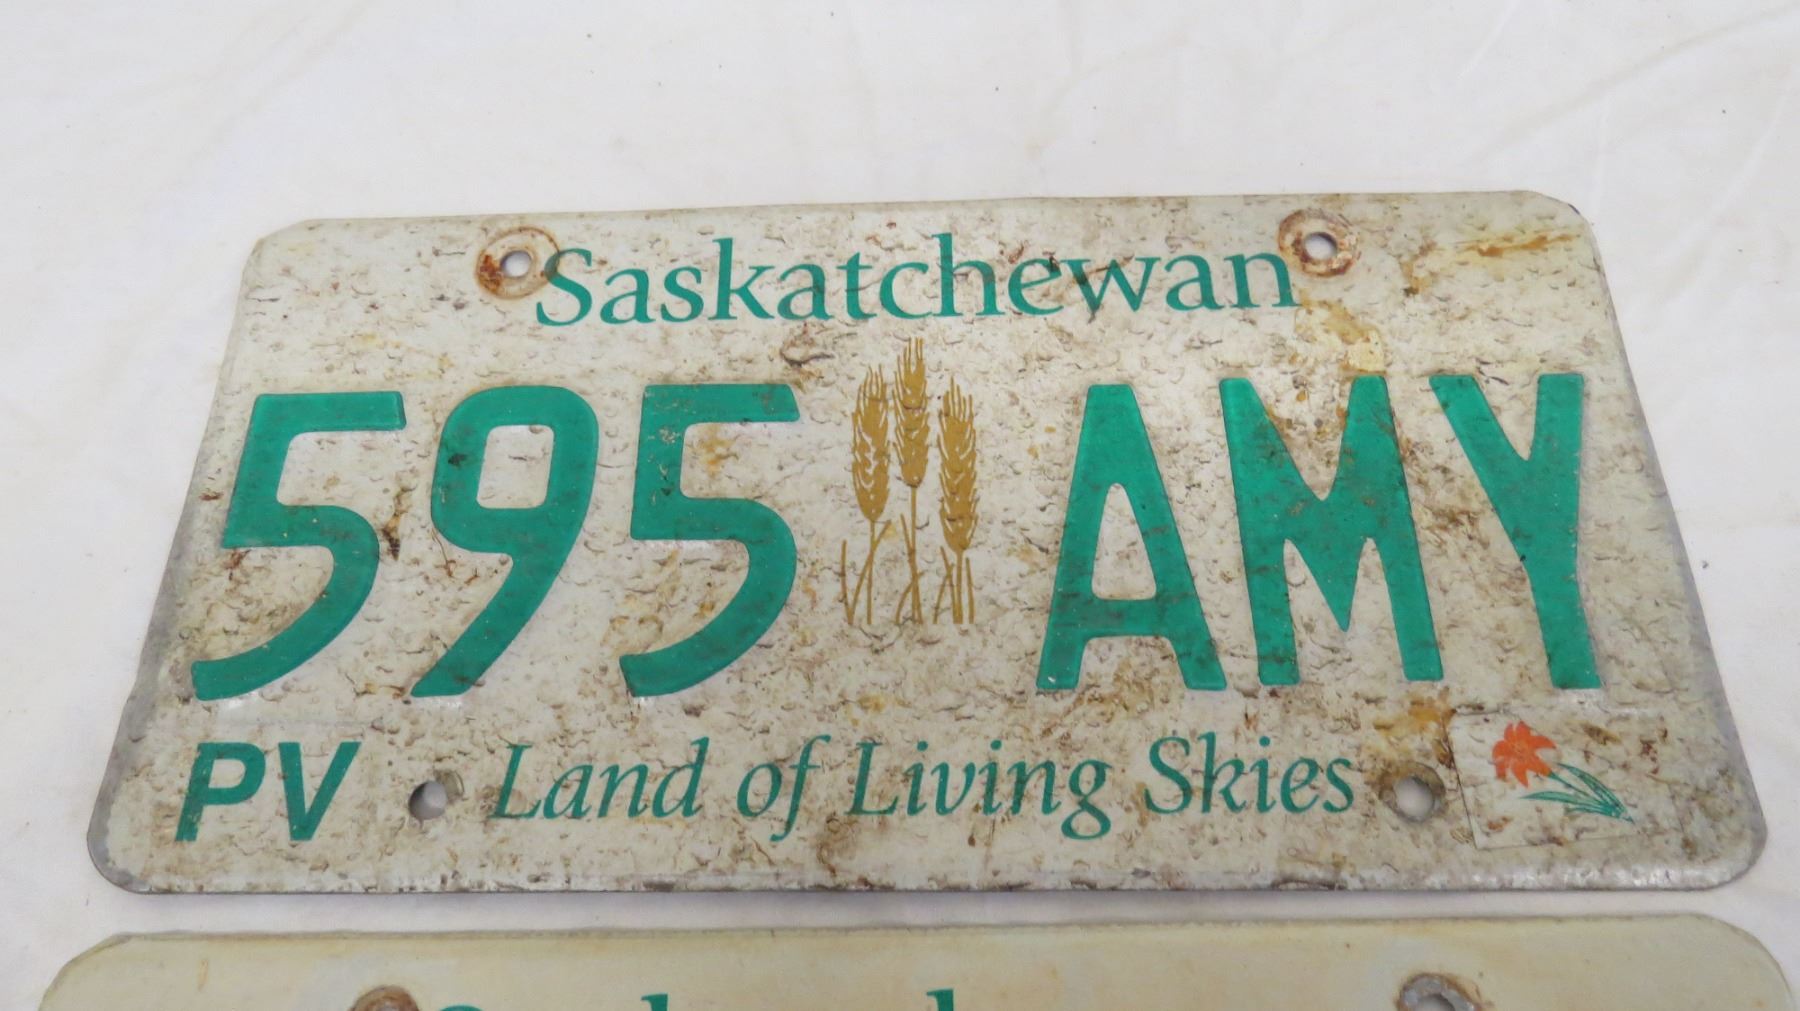 Saskatchewan
595 AMY
PV Land of Living Skies